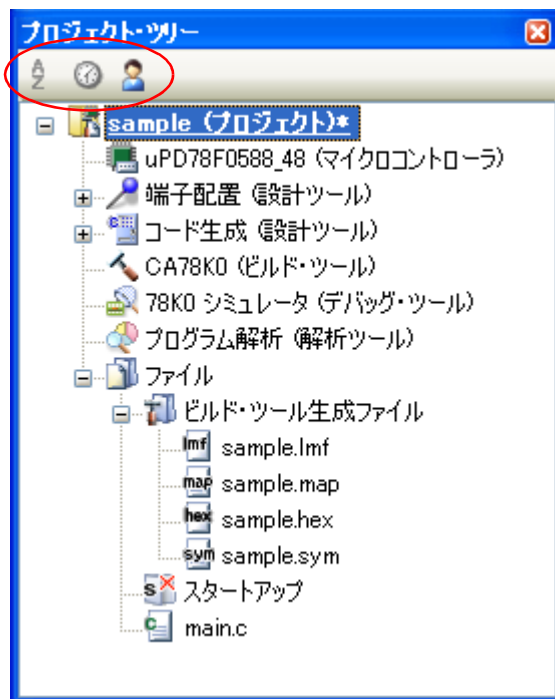 プロジェクト・ツリー
A
Z
sample (プロジェクト)*
uPD78F0588_48 (マイクロコントローラ)
端子配置 (設計ツール)
コード生成 (設計ツール)
CA78K0 (ビルド・ツール)
78K0 シミュレータ (デバッグ・ツール)
プログラム解析 (解析ツール)
ファイル
ビルド・ツール生成ファイル
lmf sample.lmf
map sample.map
hex sample.hex
sym sample.sym
s スタートアップ
c main.c